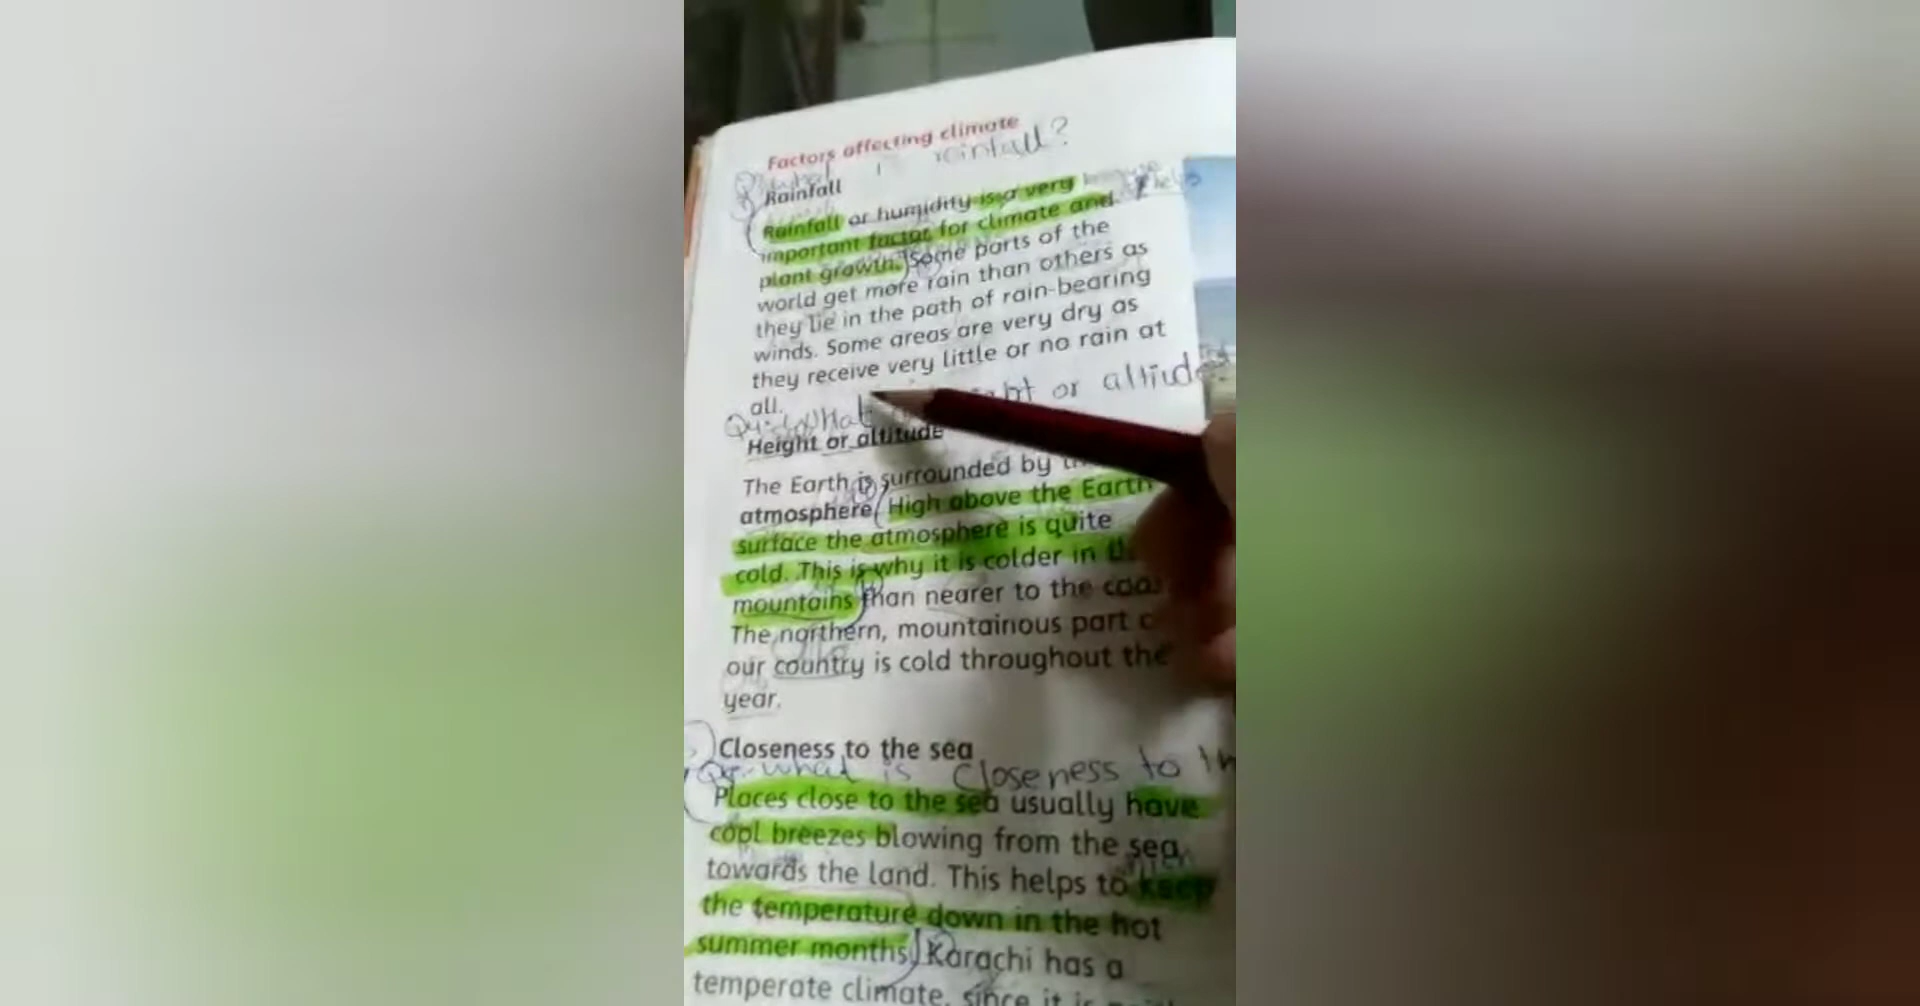 Factors affecting climate
rainfall?
Rainfall
Rainfall or humidity is a very
important factor for climate and
plant growth. Some parts of the
world get more rain than others as
they lie in the path of rain-bearing
winds. Some areas are very dry as
they receive very little or no rain at
all.
Q4:- What or altitude
Height or altitude
The Earth is surrounded by
atmosphere. High above the Earth
surface the atmosphere is quite
cold. This is why it is colder in
mountains than nearer to the
The northern, mountainous part
our country is cold throughout the
year.
Closeness to the sea
Q5:- what is Closeness to
Places close to the sea usually have
cool breezes blowing from the sea
towards the land. This helps to keep
the temperature down in the hot
summer months. Karachi has a
temperate climate, since it is